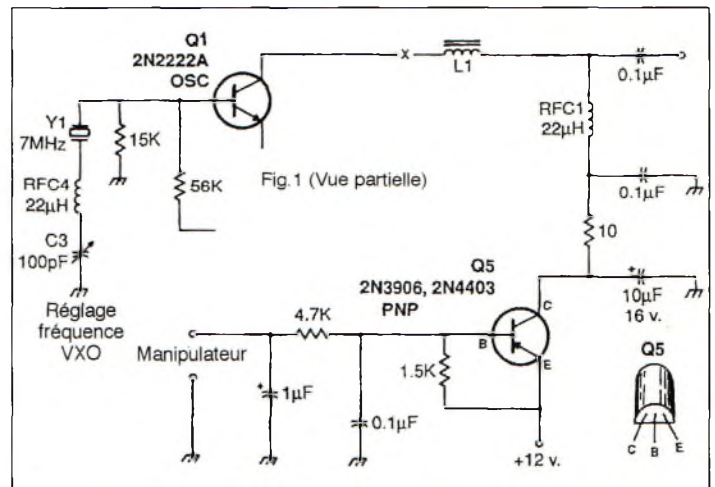 Q1
2N2222A
OSC
X
L1
0.1µF
RFC1
22µH
Y1
7MHz
15K
RFC4
22µH
56K
Fig.1 (Vue partielle)
0.1µF
C3
100pF
10
Réglage
fréquence
VXO
Manipulateur
4.7K
Q5
2N3906, 2N4403
PNP
C
B
E
+
10µF
16 v.
Q5
1.5K
+
1µF
0.1µF
C
B
E
+12 v.